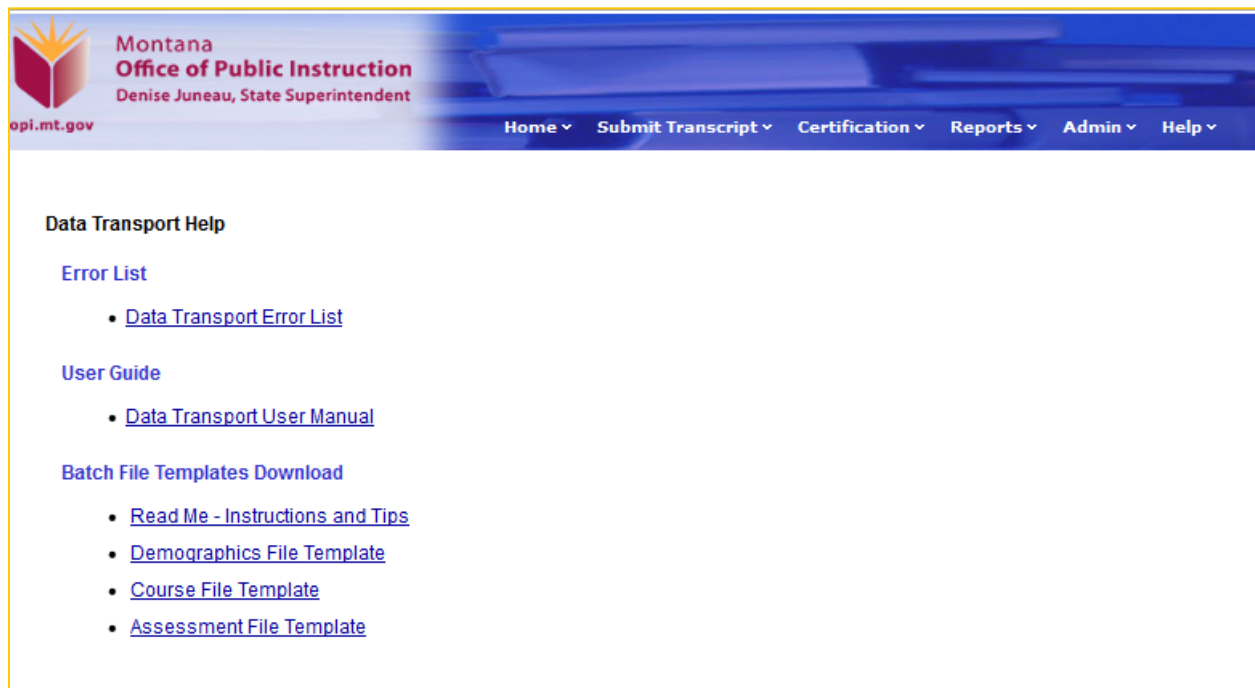 Montana
Office of Public Instruction
Denise Juneau, State Superintendent
opi.mt.gov
Home Submit Transcript Certification Reports Admin Help
Data Transport Help
Error List
• Data Transport Error List
User Guide
• Data Transport User Manual
Batch File Templates Download
• Read Me - Instructions and Tips
• Demographics File Template
• Course File Template
• Assessment File Template